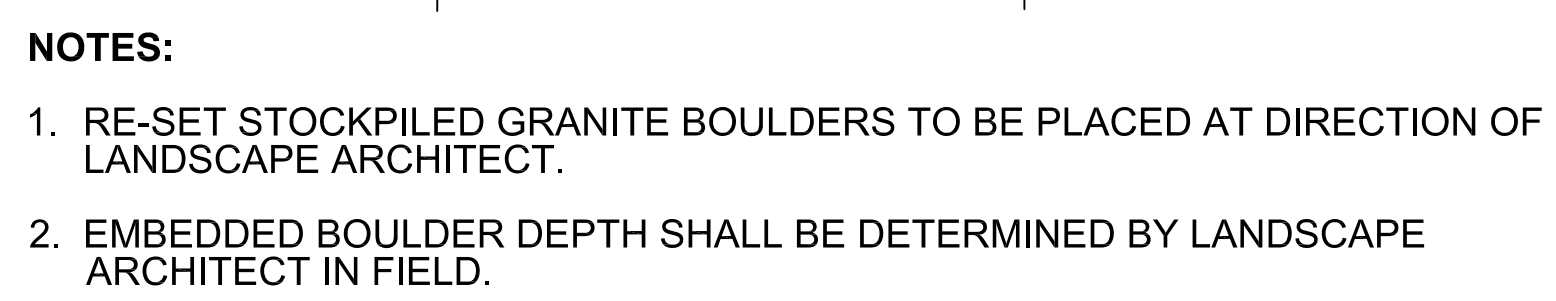 NOTES:
1. RE-SET STOCKPILED GRANITE BOULDERS TO BE PLACED AT DIRECTION OF
LANDSCAPE ARCHITECT.
2. EMBEDDED BOULDER DEPTH SHALL BE DETERMINED BY LANDSCAPE
ARCHITECT IN FIELD.